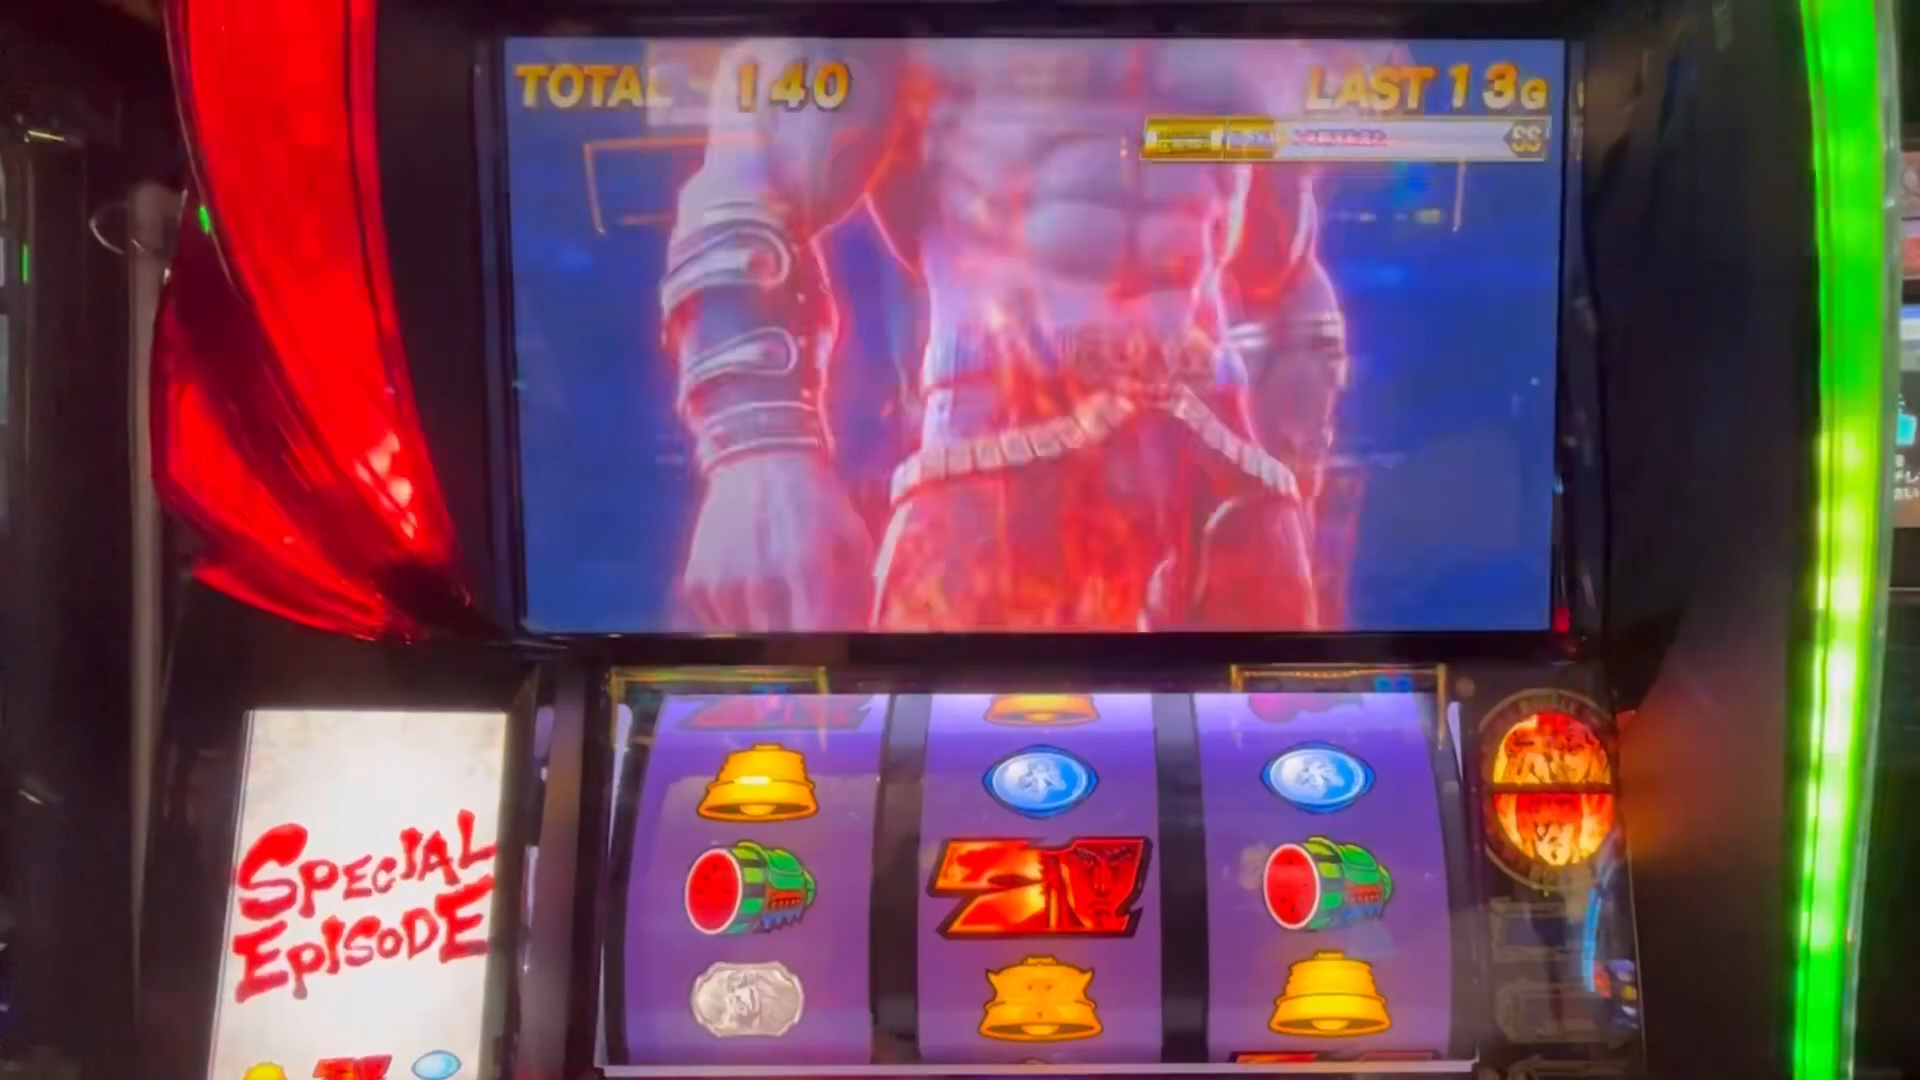 TOTAL 140
LAST 13G
SS
SPECIAL
EPISODE